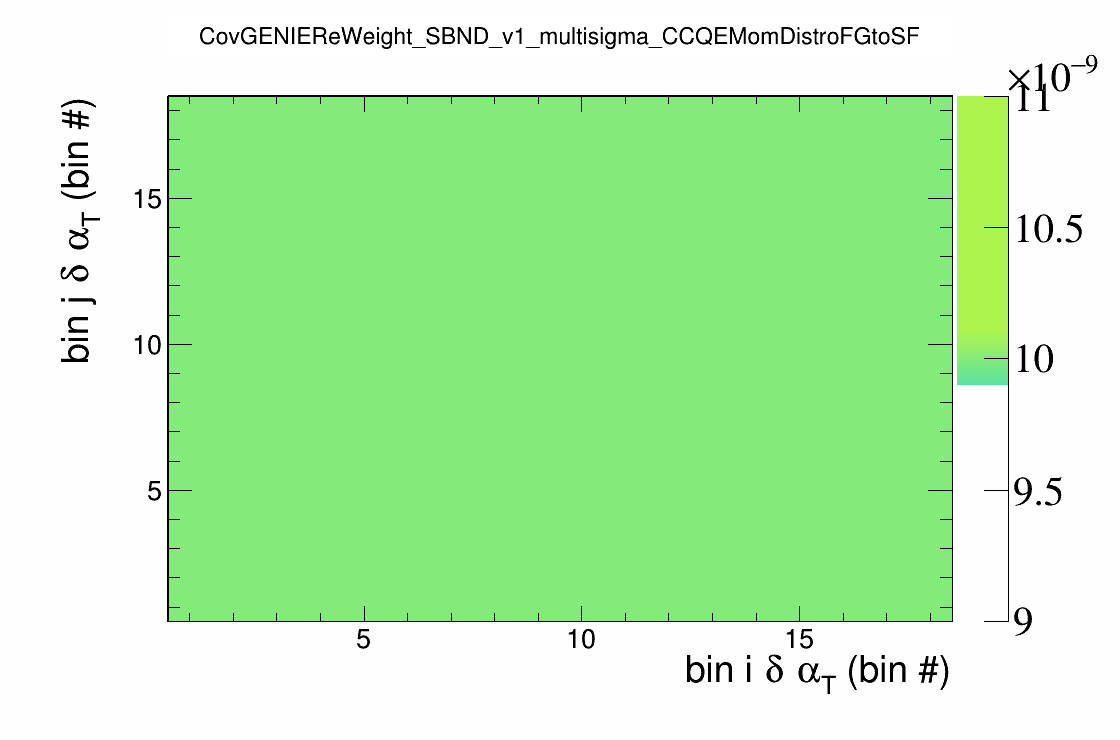 CovGENIEReWeight_SBND_v1_multisigma_CCQEMomDistroFGtoSF
×10⁻⁹
11
10.5
10
9.5
9
bin j δ α_T (bin #)
15
10
5
5 10 15
bin i δ α_T (bin #)